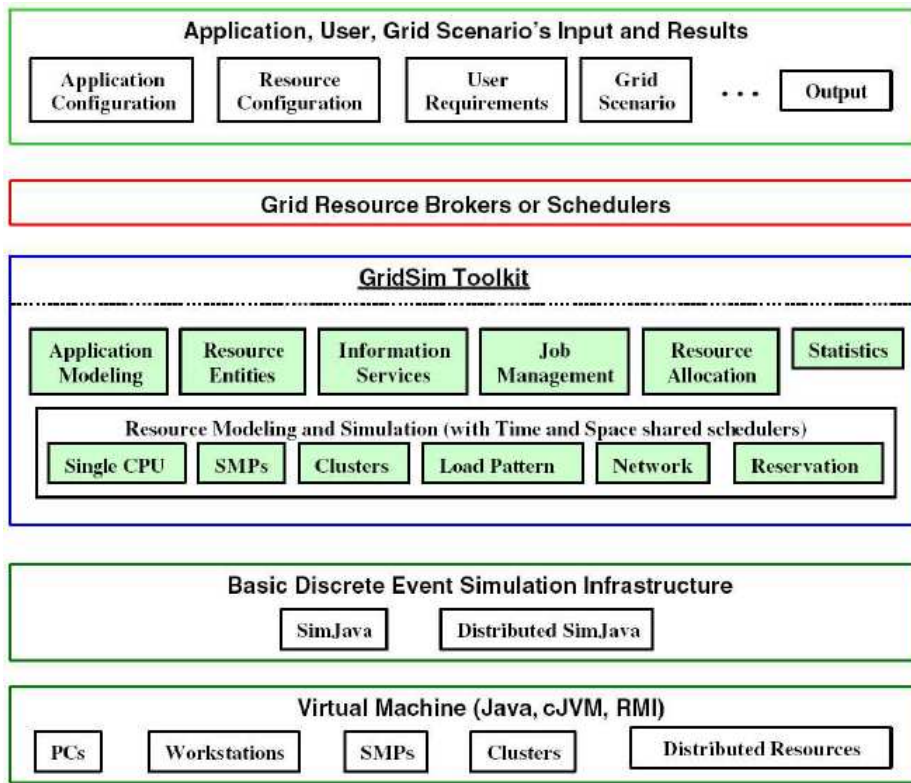 Application, User, Grid Scenario's Input and Results
Application
Configuration
Resource
Configuration
User
Requirements
Grid
Scenario
...
Output
Grid Resource Brokers or Schedulers
GridSim Toolkit
Application
Modeling
Resource
Entities
Information
Services
Job
Management
Resource
Allocation
Statistics
Resource Modeling and Simulation (with Time and Space shared schedulers)
Single CPU
SMPs
Clusters
Load Pattern
Network
Reservation
Basic Discrete Event Simulation Infrastructure
SimJava
Distributed SimJava
Virtual Machine (Java, cJVM, RMI)
PCs
Workstations
SMPs
Clusters
Distributed Resources